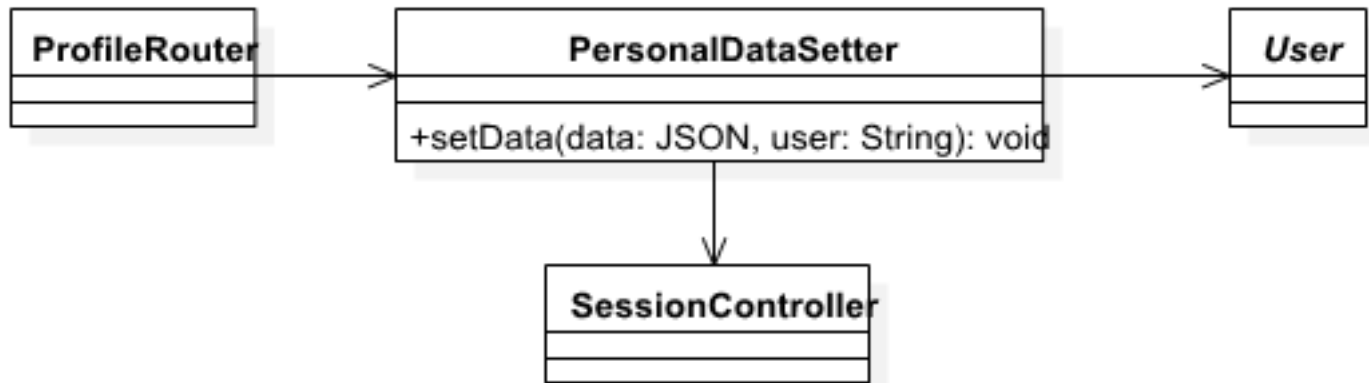 ProfileRouter
PersonalDataSetter
User
+setData(data: JSON, user: String): void
SessionController